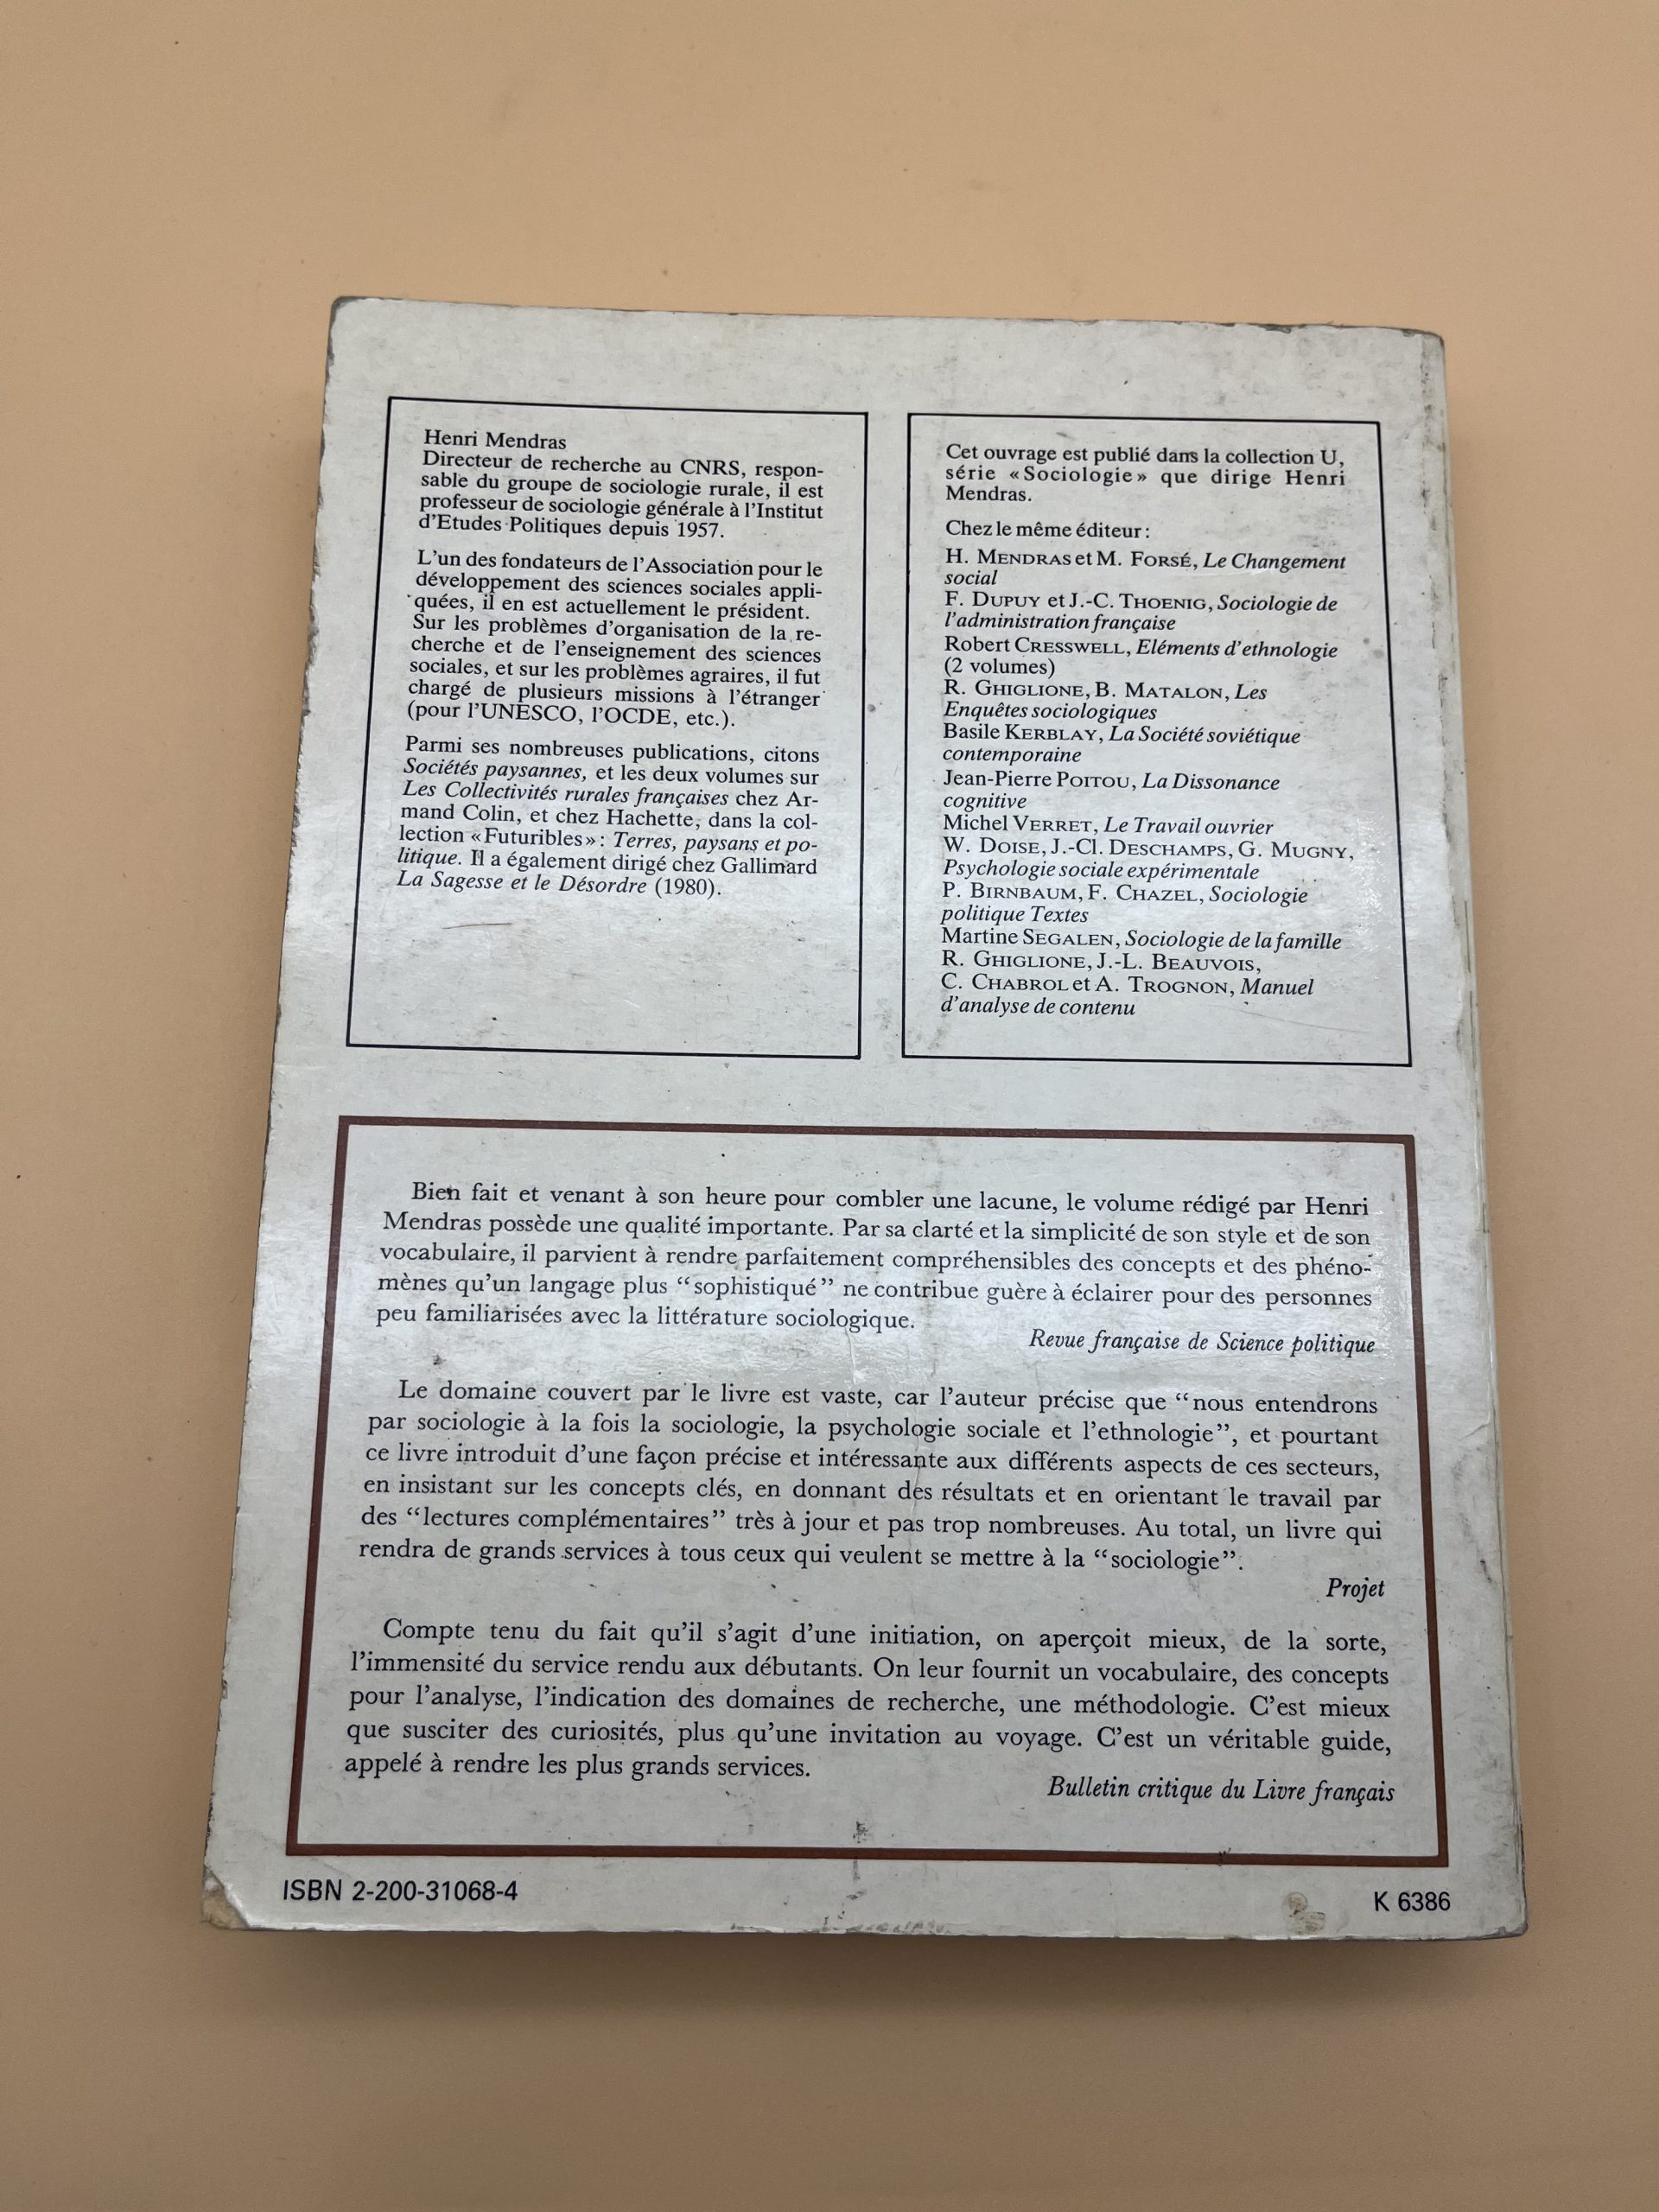 Henri Mendras
Directeur de recherche au CNRS, respon-
sable du groupe de sociologie rurale, il est
professeur de sociologie générale à l'Institut
d'Etudes Politiques depuis 1957.
L'un des fondateurs de l'Association pour le
développement des sciences sociales appli-
quées, il en est actuellement le président.
Sur les problèmes d'organisation de la re-
cherche et de l'enseignement des sciences
sociales, et sur les problèmes agraires, il fut
chargé de plusieurs missions à l'étranger
(pour l'UNESCO, l'OCDE, etc.).
Parmi ses nombreuses publications, citons
Sociétés paysannes, et les deux volumes sur
Les Collectivités rurales françaises chez Ar-
mand Colin, et chez Hachette, dans la col-
lection «Futuribles»: Terres, paysans et po-
litique. Il a également dirigé chez Gallimard
La Sagesse et le Désordre (1980).
Cet ouvrage est publié dans la collection U,
série «Sociologie» que dirige Henri
Mendras.
Chez le même éditeur:
H. MENDRAS et M. FORSÉ, Le Changement
social
F. DUPUY et J.-C. THOENIG, Sociologie de
l'administration française
Robert CRESSWELL, Eléments d'ethnologie
(2 volumes)
R. GHIGLIONE, B. MATALON, Les
Enquêtes sociologiques
Basile KERBLAY, La Société soviétique
contemporaine
Jean-Pierre POITOU, La Dissonance
cognitive
Michel VERRET, Le Travail ouvrier
W. DOISE, J.-Cl. DESCHAMPS, G. MUGNY,
Psychologie sociale expérimentale
P. BIRNBAUM, F. CHAZEL, Sociologie
politique Textes
Martine SEGALEN, Sociologie de la famille
R. GHIGLIONE, J.-L. BEAUVOIS,
C. CHABROL et A. TROGNON, Manuel
d'analyse de contenu
Bien fait et venant à son heure pour combler une lacune, le volume rédigé par Henri
Mendras possède une qualité importante. Par sa clarté et la simplicité de son style et de son
vocabulaire, il parvient à rendre parfaitement compréhensibles des concepts et des phéno-
mènes qu'un langage plus “sophistiqué” ne contribue guère à éclairer pour des personnes
peu familiarisées avec la littérature sociologique.
Revue française de Science politique
Le domaine couvert par le livre est vaste, car l'auteur précise que “nous entendrons
par sociologie à la fois la sociologie, la psychologie sociale et l'ethnologie”, et pourtant
ce livre introduit d'une façon précise et intéressante aux différents aspects de ces secteurs,
en insistant sur les concepts clés, en donnant des résultats et en orientant le travail par
des “lectures complémentaires” très à jour et pas trop nombreuses. Au total, un livre qui
rendra de grands services à tous ceux qui veulent se mettre à la “sociologie”.
Projet
Compte tenu du fait qu'il s'agit d'une initiation, on aperçoit mieux, de la sorte,
l'immensité du service rendu aux débutants. On leur fournit un vocabulaire, des concepts
pour l'analyse, l'indication des domaines de recherche, une méthodologie. C'est mieux
que susciter des curiosités, plus qu'une invitation au voyage. C'est un véritable guide,
appelé à rendre les plus grands services.
Bulletin critique du Livre français
ISBN 2-200-31068-4
K 6386